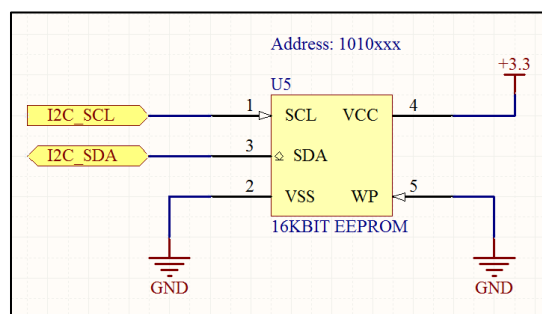 Address: 1010xxx
+3.3
U5
I2C_SCL 1 SCL VCC 4
I2C_SDA 3 SDA
2 VSS WP 5
16KBIT EEPROM
GND GND